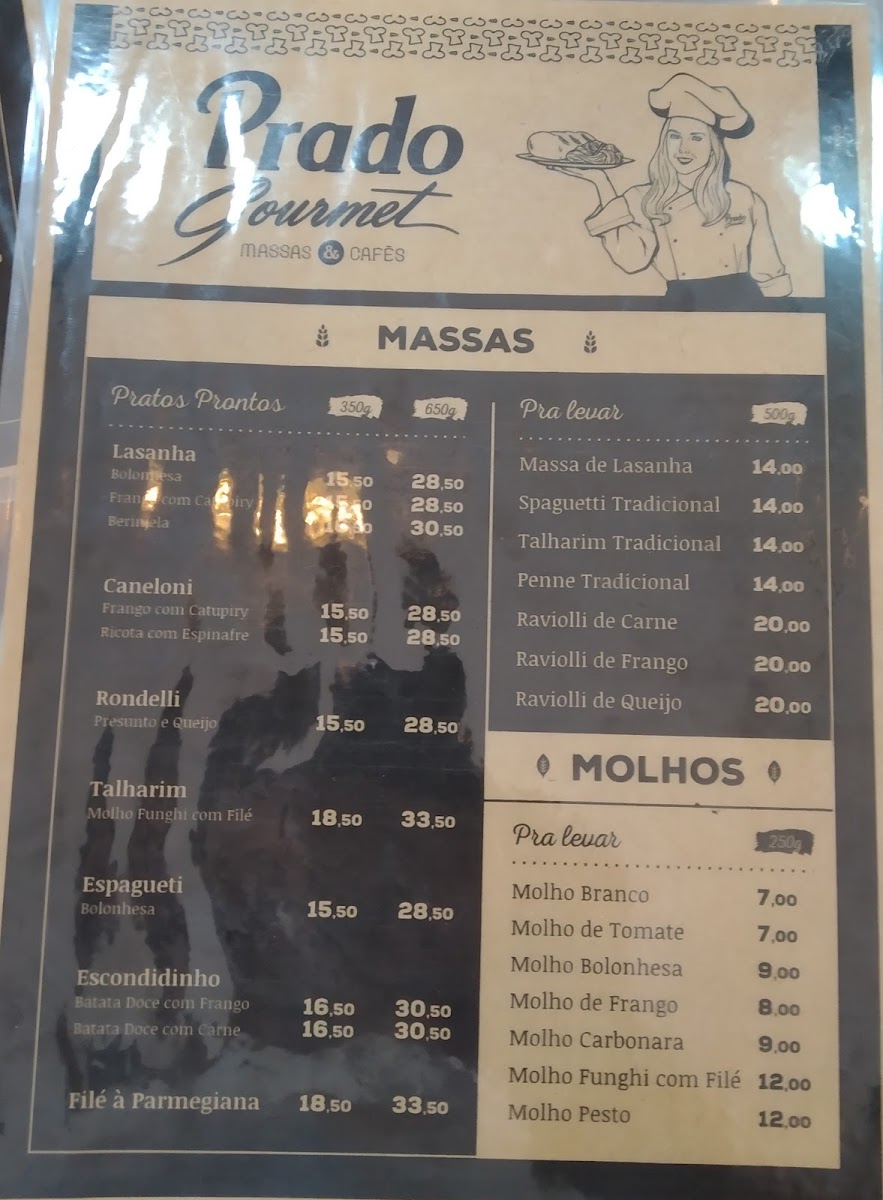 Prado
Gourmet
MASSAS & CAFÊS
MASSAS
Pratos Prontos 350g 650g
Lasanha
Bolonhesa 15,50 28,50
Frango com Catupiry 28,50
Berinjela 30,50
Caneloni
Frango com Catupiry 15,50 28,50
Ricota com Espinafre 15,50 28,50
Rondelli
Presunto e Queijo 15,50 28,50
Talharim
Molho Funghi com Filé 18,50 33,50
Espagueti
Bolonhesa 15,50 28,50
Escondidinho
Batata Doce com Frango 16,50 30,50
Batata Doce com Carne 16,50 30,50
Filé à Parmegiana 18,50 33,50
Pra levar 500g
Massa de Lasanha 14,00
Spaguetti Tradicional 14,00
Talharim Tradicional 14,00
Penne Tradicional 14,00
Raviolli de Carne 20,00
Raviolli de Frango 20,00
Raviolli de Queijo 20,00
MOLHOS
Pra levar 250g
Molho Branco 7,00
Molho de Tomate 7,00
Molho Bolonhesa 9,00
Molho de Frango 8,00
Molho Carbonara 9,00
Molho Funghi com Filé 12,00
Molho Pesto 12,00